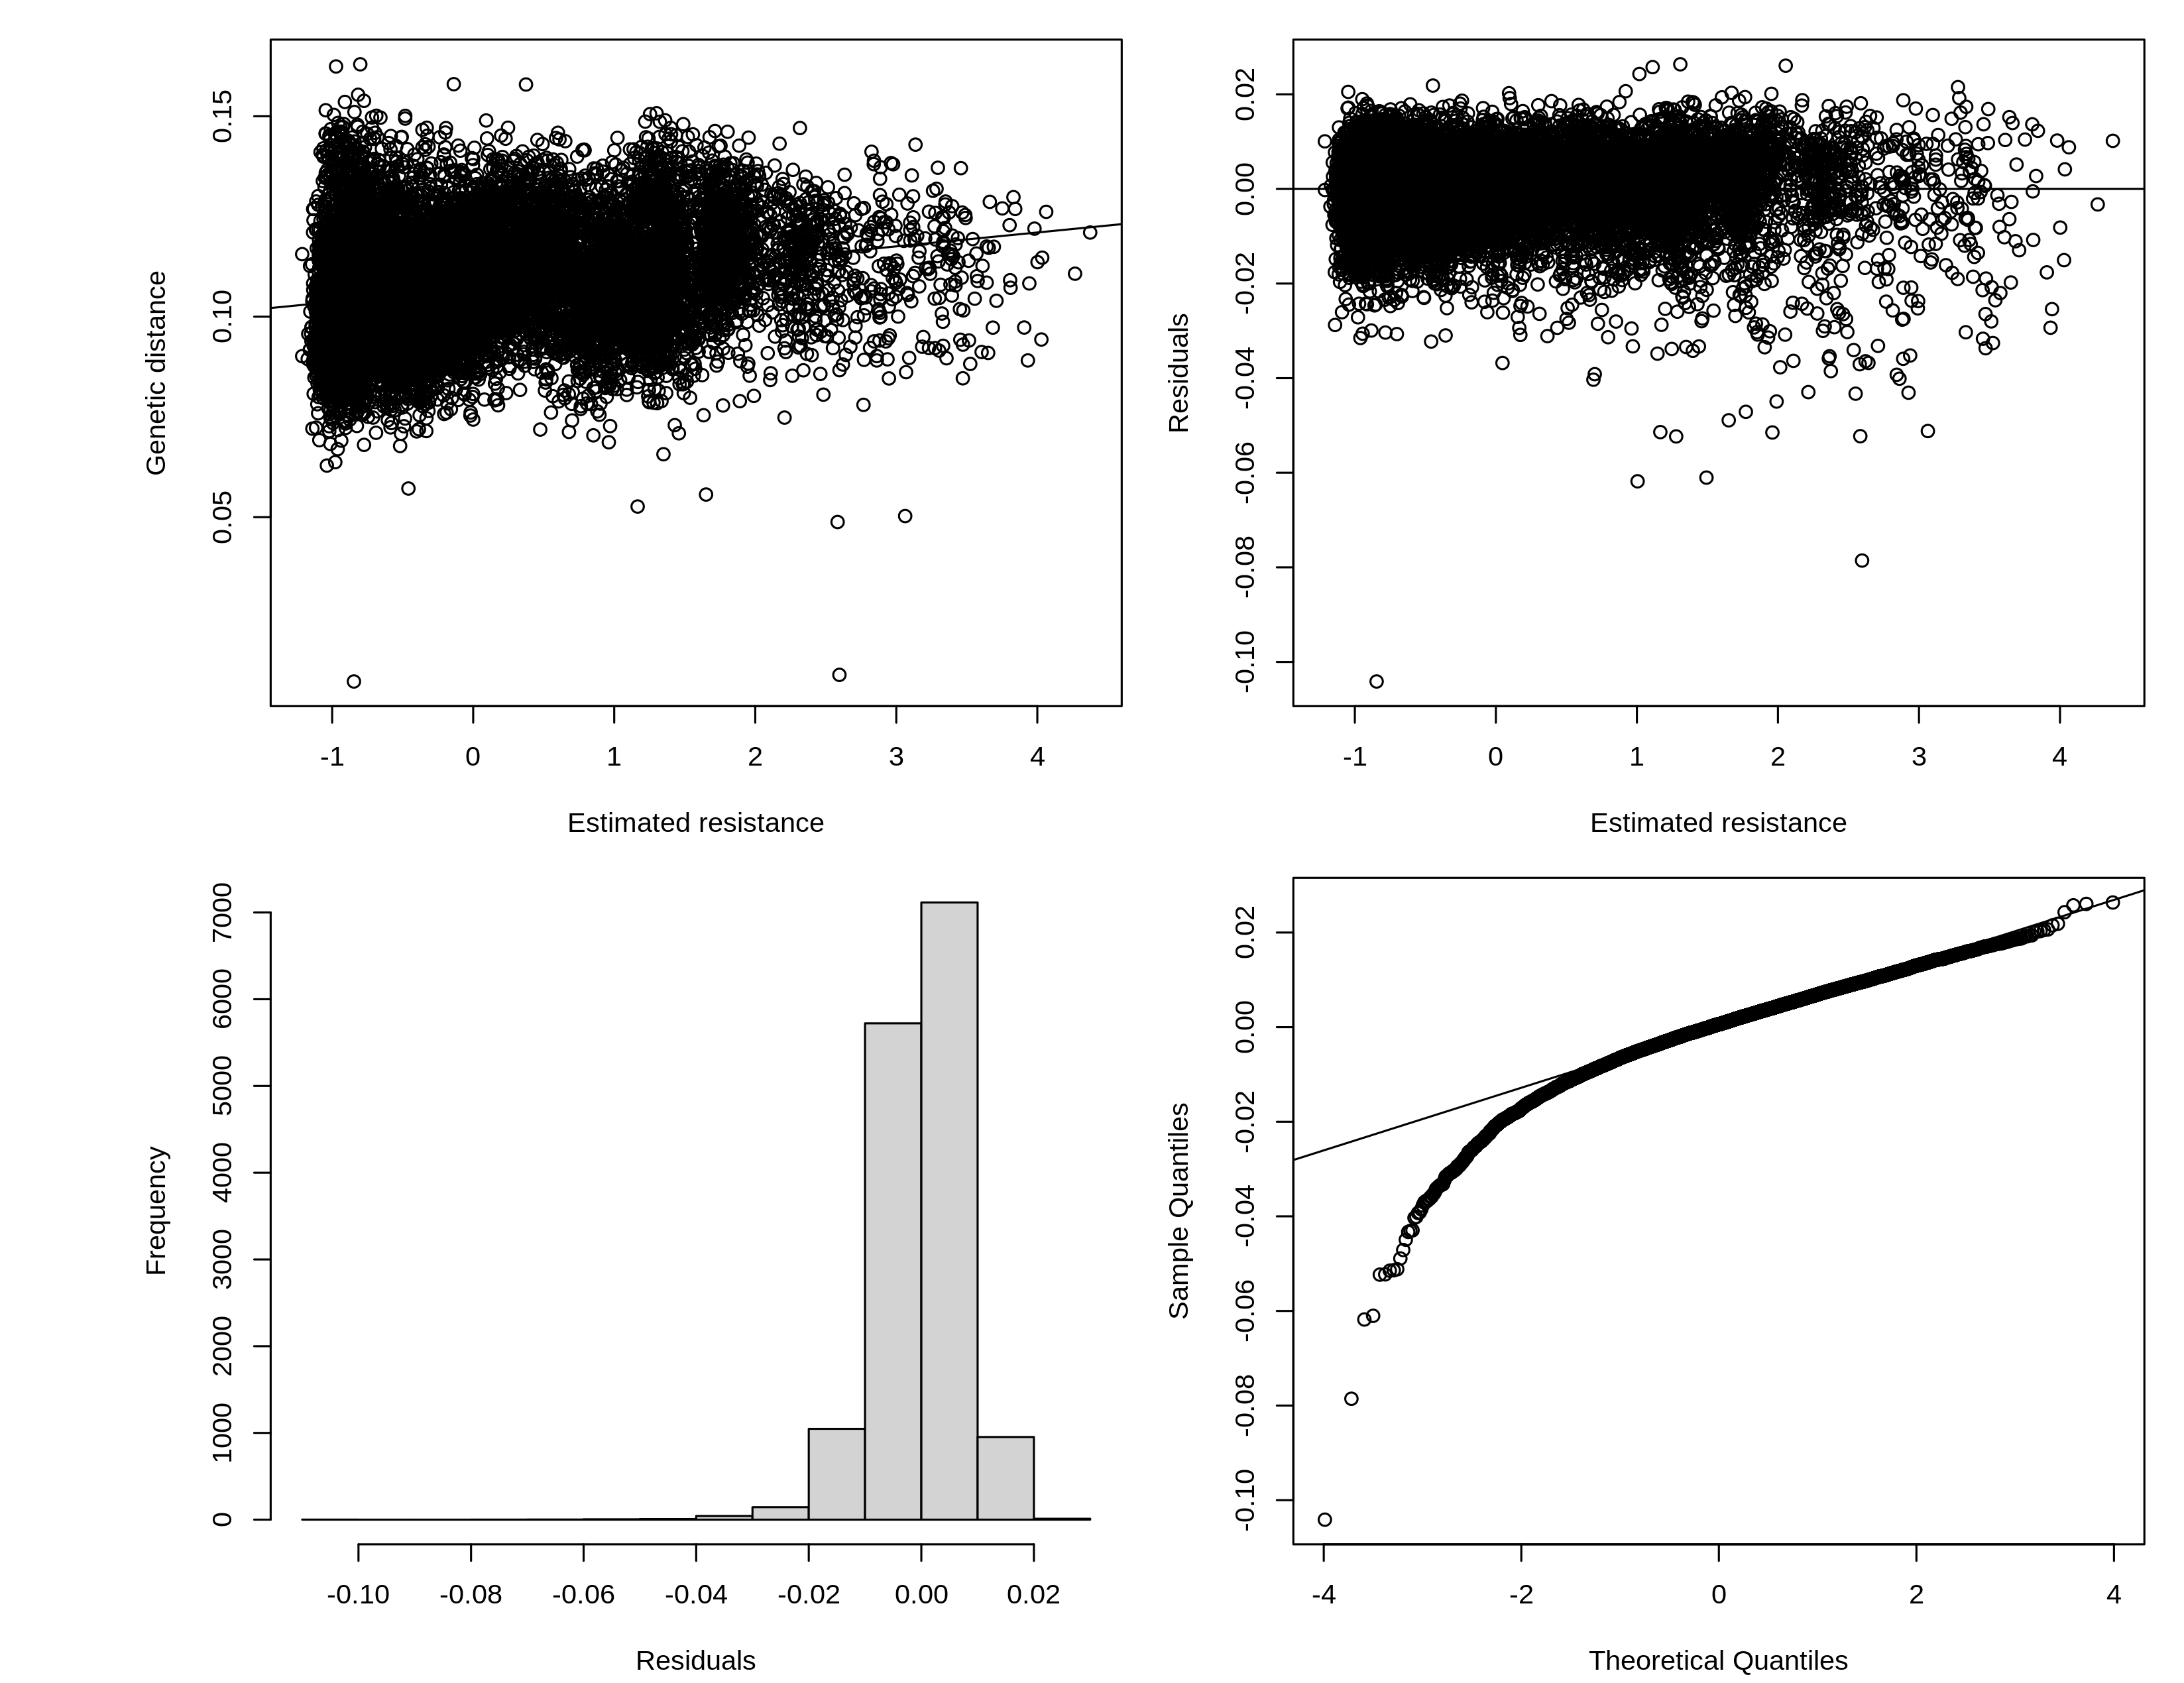 Genetic distance
0.15
0.10
0.05
-1 0 1 2 3 4
Estimated resistance
Residuals
0.02
0.00
-0.02
-0.04
-0.06
-0.08
-0.10
-1 0 1 2 3 4
Estimated resistance
Frequency
7000
6000
5000
4000
3000
2000
1000
0
-0.10 -0.08 -0.06 -0.04 -0.02 0.00 0.02
Residuals
Sample Quantiles
0.02
0.00
-0.02
-0.04
-0.06
-0.08
-0.10
-4 -2 0 2 4
Theoretical Quantiles